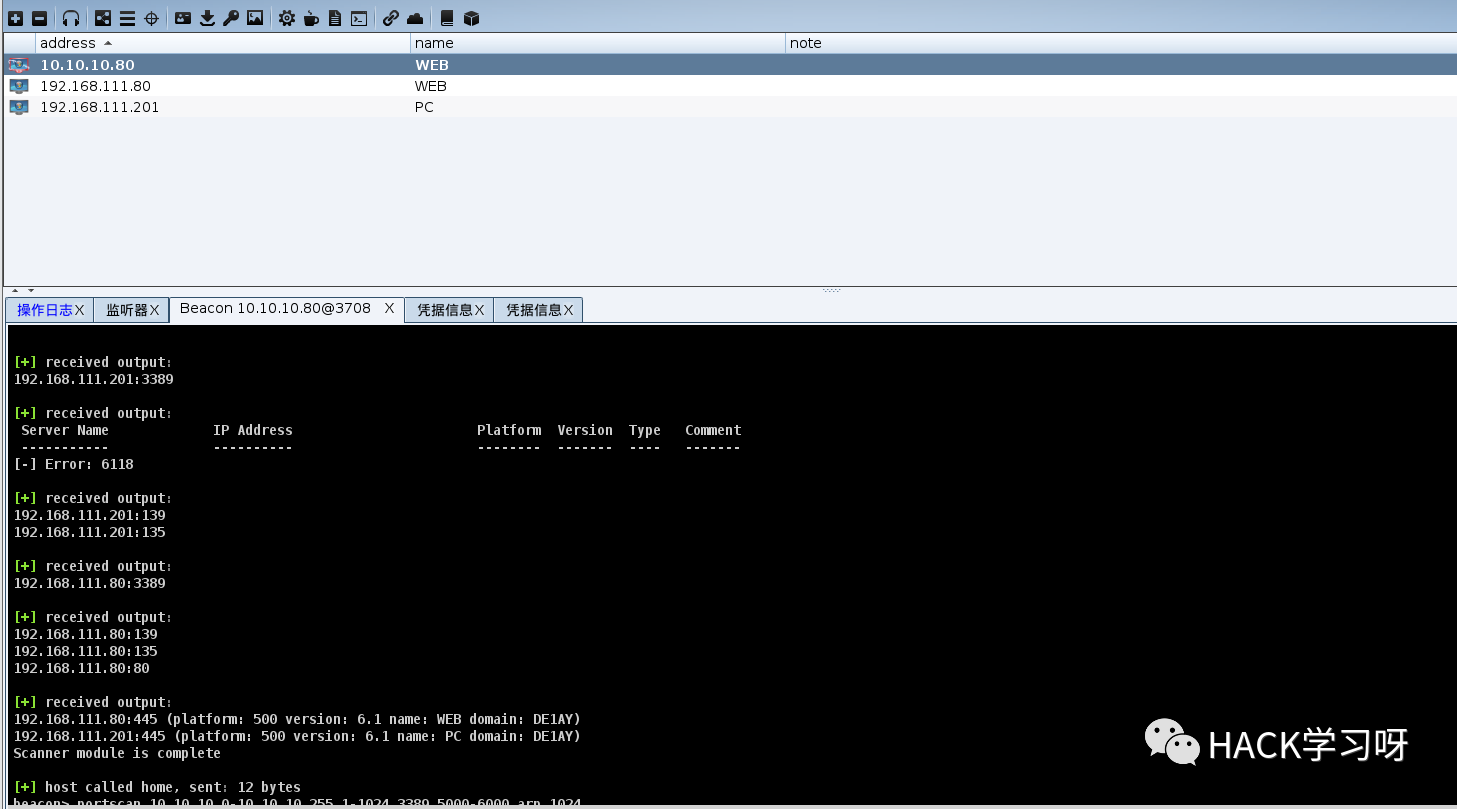 address name note
10.10.10.80 WEB
192.168.111.80 WEB
192.168.111.201 PC
操作日志X 监听器X Beacon 10.10.10.80@3708 X 凭据信息X 凭据信息X
[+] received output:
192.168.111.201:3389
[+] received output:
Server Name IP Address Platform Version Type Comment
----------- ---------- -------- ------- ---- -------
[-] Error: 6118
[+] received output:
192.168.111.201:139
192.168.111.201:135
[+] received output:
192.168.111.80:3389
[+] received output:
192.168.111.80:139
192.168.111.80:135
192.168.111.80:80
[+] received output:
192.168.111.80:445 (platform: 500 version: 6.1 name: WEB domain: DE1AY)
192.168.111.201:445 (platform: 500 version: 6.1 name: PC domain: DE1AY)
Scanner module is complete
[+] host called home, sent: 12 bytes
beacon> portscan 10.10.10.0-10.10.10.255 1-1024,3389,5000-6000 arp 1024
HACK学习呀